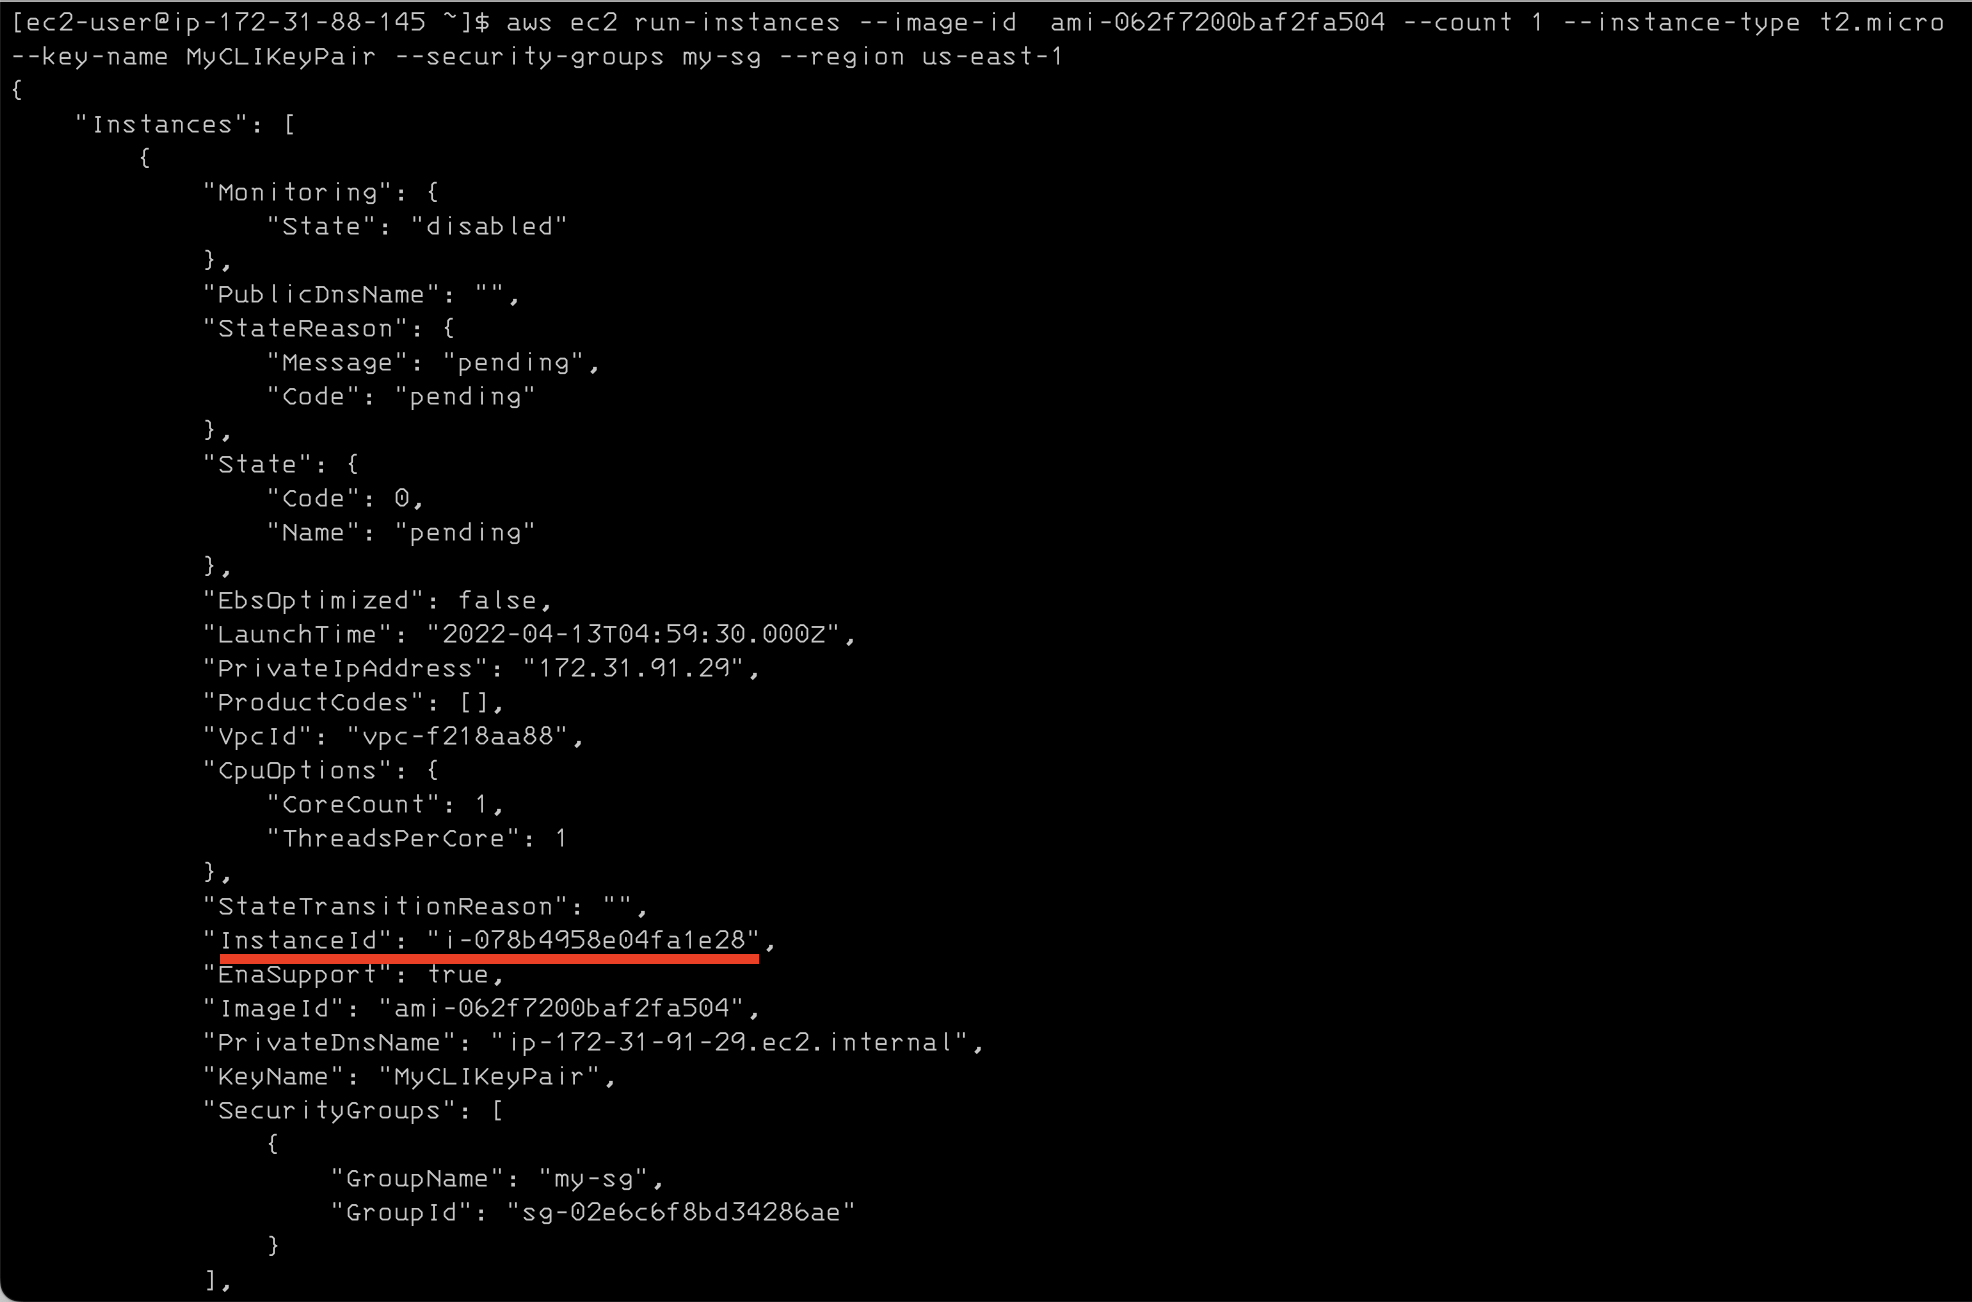 [ec2-user@ip-172-31-88-145 ~]$ aws ec2 run-instances --image-id  ami-062f7200baf2fa504 --count 1 --instance-type t2.micro
--key-name MyCLIKeyPair --security-groups my-sg --region us-east-1
{
    "Instances": [
        {
            "Monitoring": {
                "State": "disabled"
            },
            "PublicDnsName": "",
            "StateReason": {
                "Message": "pending",
                "Code": "pending"
            },
            "State": {
                "Code": 0,
                "Name": "pending"
            },
            "EbsOptimized": false,
            "LaunchTime": "2022-04-13T04:59:30.000Z",
            "PrivateIpAddress": "172.31.91.29",
            "ProductCodes": [],
            "VpcId": "vpc-f218aa88",
            "CpuOptions": {
                "CoreCount": 1,
                "ThreadsPerCore": 1
            },
            "StateTransitionReason": "",
            "InstanceId": "i-078b4958e04fa1e28",
            "EnaSupport": true,
            "ImageId": "ami-062f7200baf2fa504",
            "PrivateDnsName": "ip-172-31-91-29.ec2.internal",
            "KeyName": "MyCLIKeyPair",
            "SecurityGroups": [
                {
                    "GroupName": "my-sg",
                    "GroupId": "sg-02e6c6f8bd34286ae"
                }
            ],